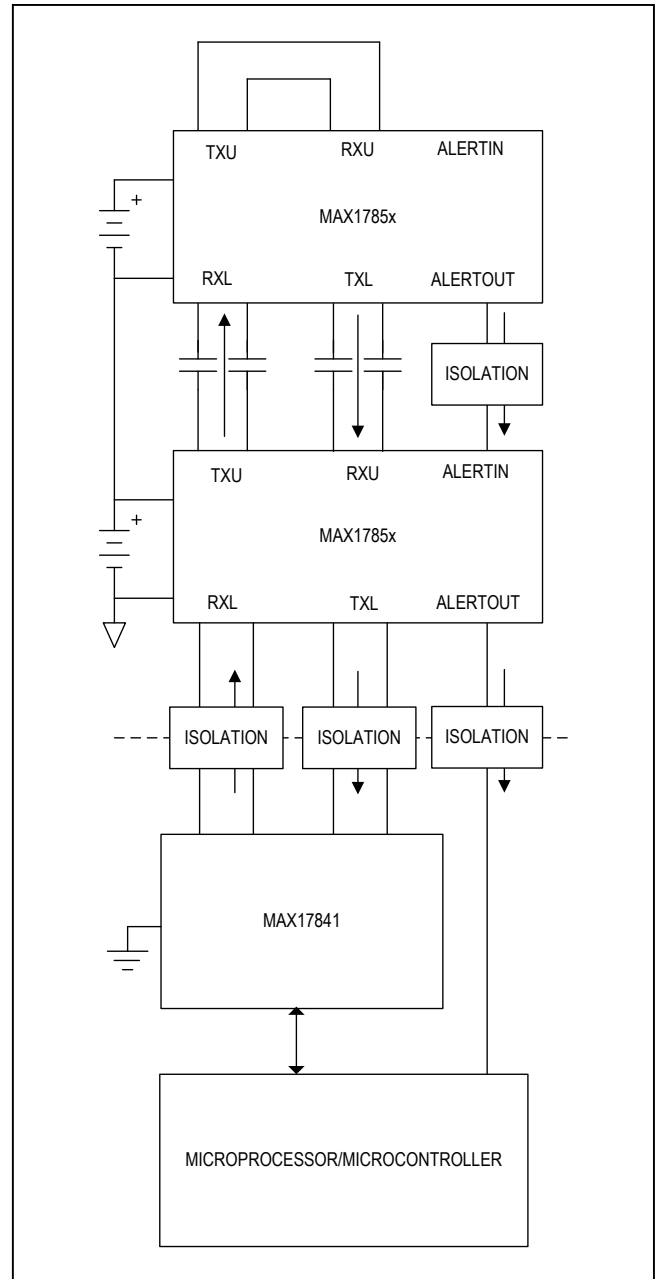 TXU RXU ALERTIN
+
MAX1785x
RXL TXL ALERTOUT
ISOLATION
TXU RXU ALERTIN
+
MAX1785x
RXL TXL ALERTOUT
ISOLATION ISOLATION ISOLATION
MAX17841
MICROPROCESSOR/MICROCONTROLLER